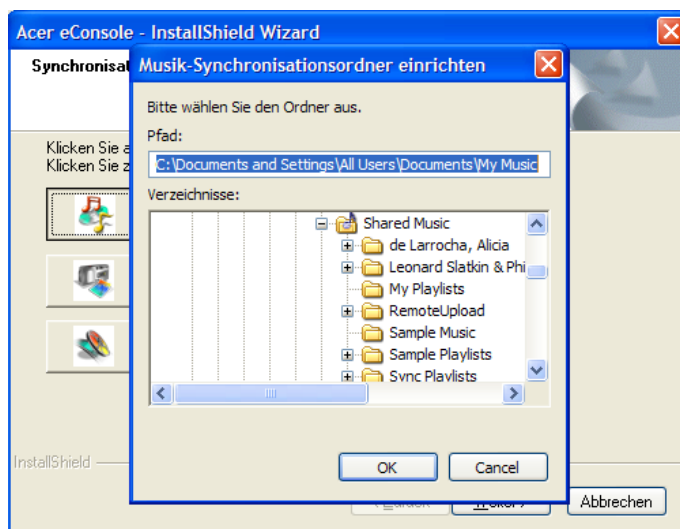 Acer eConsole - InstallShield Wizard
Musik-Synchronisationsordner einrichten
Bitte wählen Sie den Ordner aus.
Pfad:
C:\Documents and Settings\All Users\Documents\My Music
Verzeichnisse:
Shared Music
de Larrocha, Alicia
Leonard Slatkin & Phi
My Playlists
RemoteUpload
Sample Music
Sample Playlists
Sync Playlists
OK
Cancel
Klicken Sie
Klicken Sie
InstallShield
Abbrechen